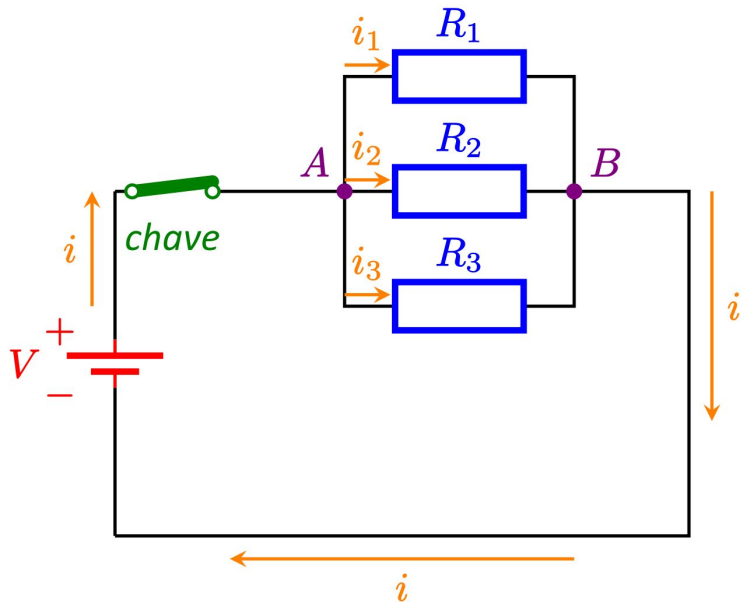 i₁
R₁
A
i₂
R₂
B
chave
i
i₃
R₃
i
+
V
−
i